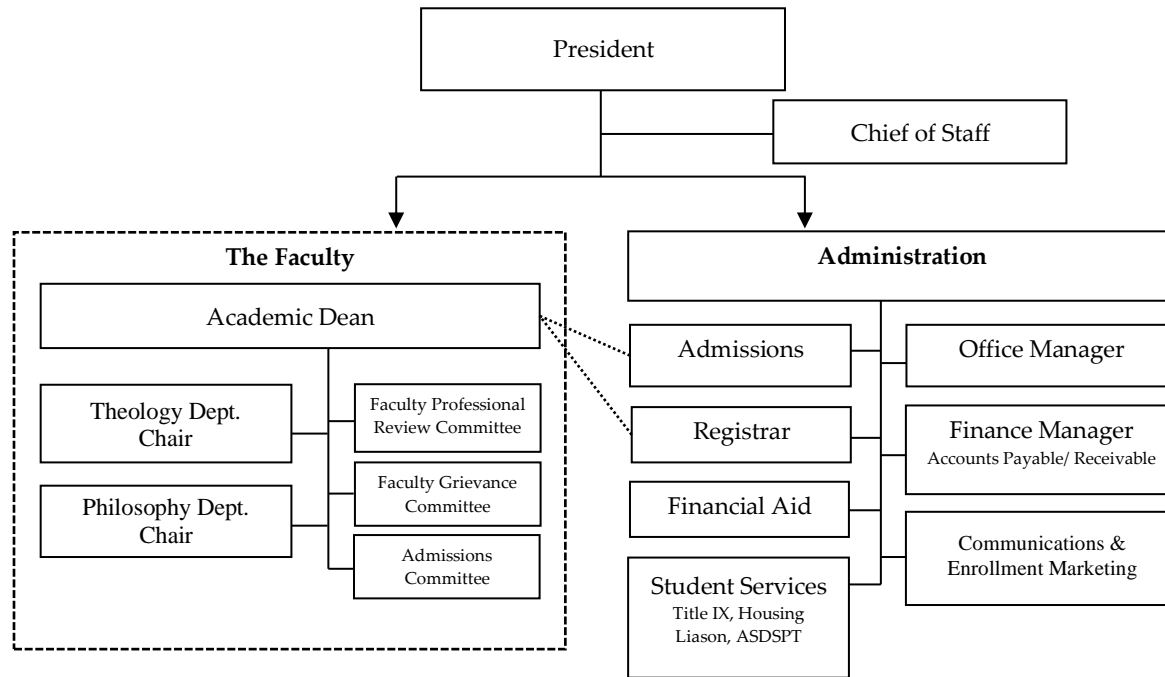 President
Chief of Staff
The Faculty
Academic Dean
Theology Dept.
Chair
Philosophy Dept.
Chair
Faculty Professional
Review Committee
Faculty Grievance
Committee
Admissions
Committee
Administration
Admissions
Registrar
Financial Aid
Student Services
Title IX, Housing
Liason, ASDSPT
Office Manager
Finance Manager
Accounts Payable/ Receivable
Communications &
Enrollment Marketing